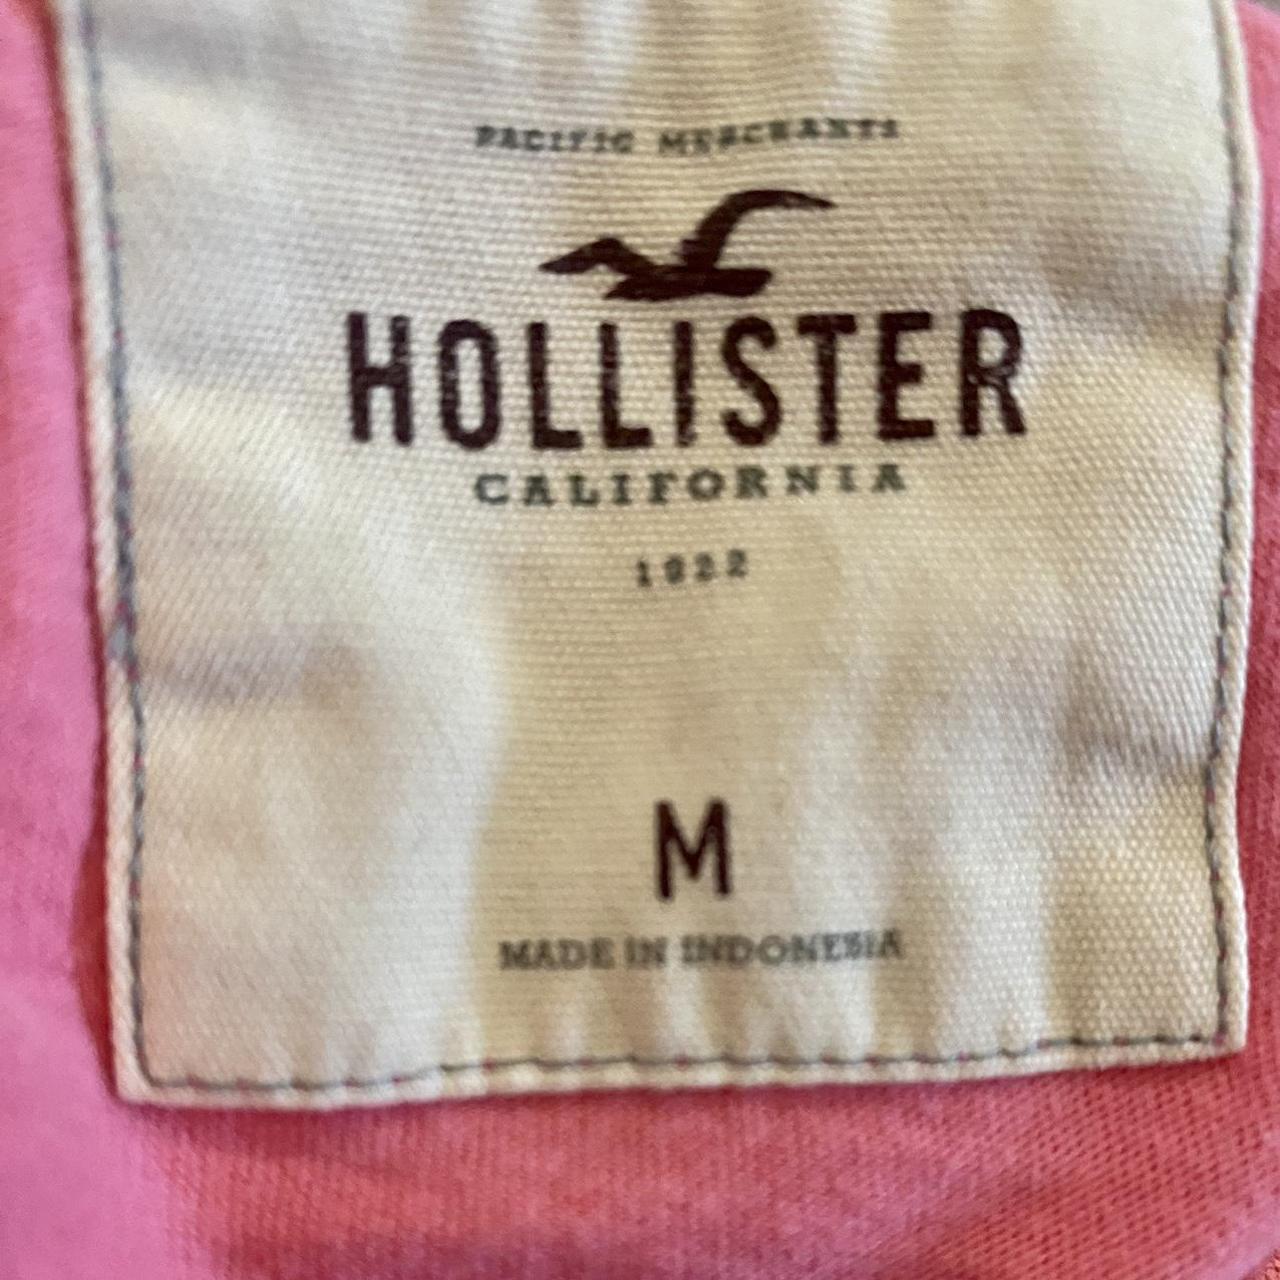 PACIFIC MERCHANTS
HOLLISTER
CALIFORNIA
1922
M
MADE IN INDONESIA